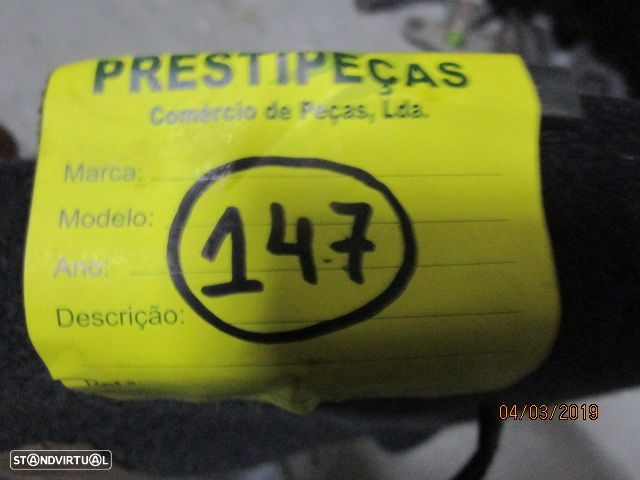 PRESTIPEÇAS
Comércio de Peças, Lda.
Marca:
Modelo:
Ano:
Descrição:
147
04/03/2019
STANDVIRTUAL